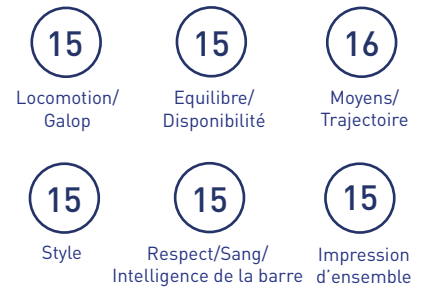 15 15 16
Locomotion/ Equilibre/ Moyens/
Galop Disponibilité Trajectoire
15 15 15
Style Respect/Sang/ Impression
Intelligence de la barre d'ensemble